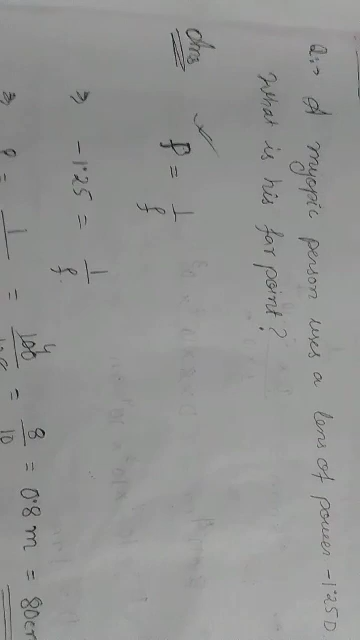 Q:→ A myopic person uses a lens of power -1.25 D
What is his far point?
Ans P = 1/f
⇒ -1.25 = 1/f
⇒ f = 1/ = 100 4/ = 8/10 = 0.8 m = 80cm